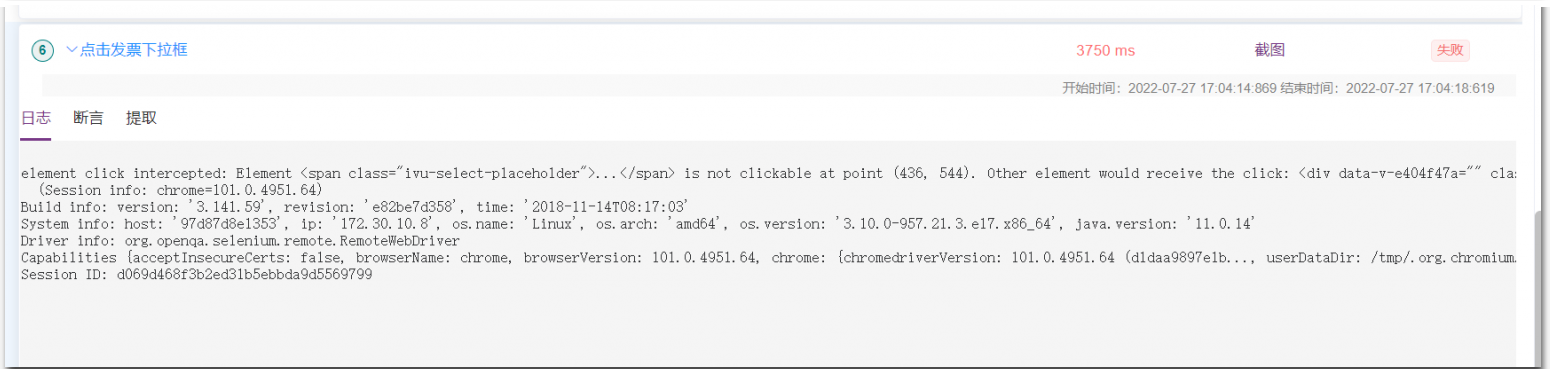 6 点击发票下拉框 3750 ms 截图 失败
开始时间：2022-07-27 17:04:14:869 结束时间：2022-07-27 17:04:18:619
日志 断言 提取
element click intercepted: Element <span class="ivu-select-placeholder">...</span> is not clickable at point (436, 544). Other element would receive the click: <div data-v-e404f47a="" clas
(Session info: chrome=101.0.4951.64)
Build info: version: '3.141.59', revision: 'e82be7d358', time: '2018-11-14T08:17:03'
System info: host: '97d87d8e1353', ip: '172.30.10.8', os.name: 'Linux', os.arch: 'amd64', os.version: '3.10.0-957.21.3.el7.x86_64', java.version: '11.0.14'
Driver info: org.openqa.selenium.remote.RemoteWebDriver
Capabilities {acceptInsecureCerts: false, browserName: chrome, browserVersion: 101.0.4951.64, chrome: {chromedriverVersion: 101.0.4951.64 (d1daa9897e1b..., userDataDir: /tmp/.org.chromium.
Session ID: d069d468f3b2ed31b5ebbda9d5569799